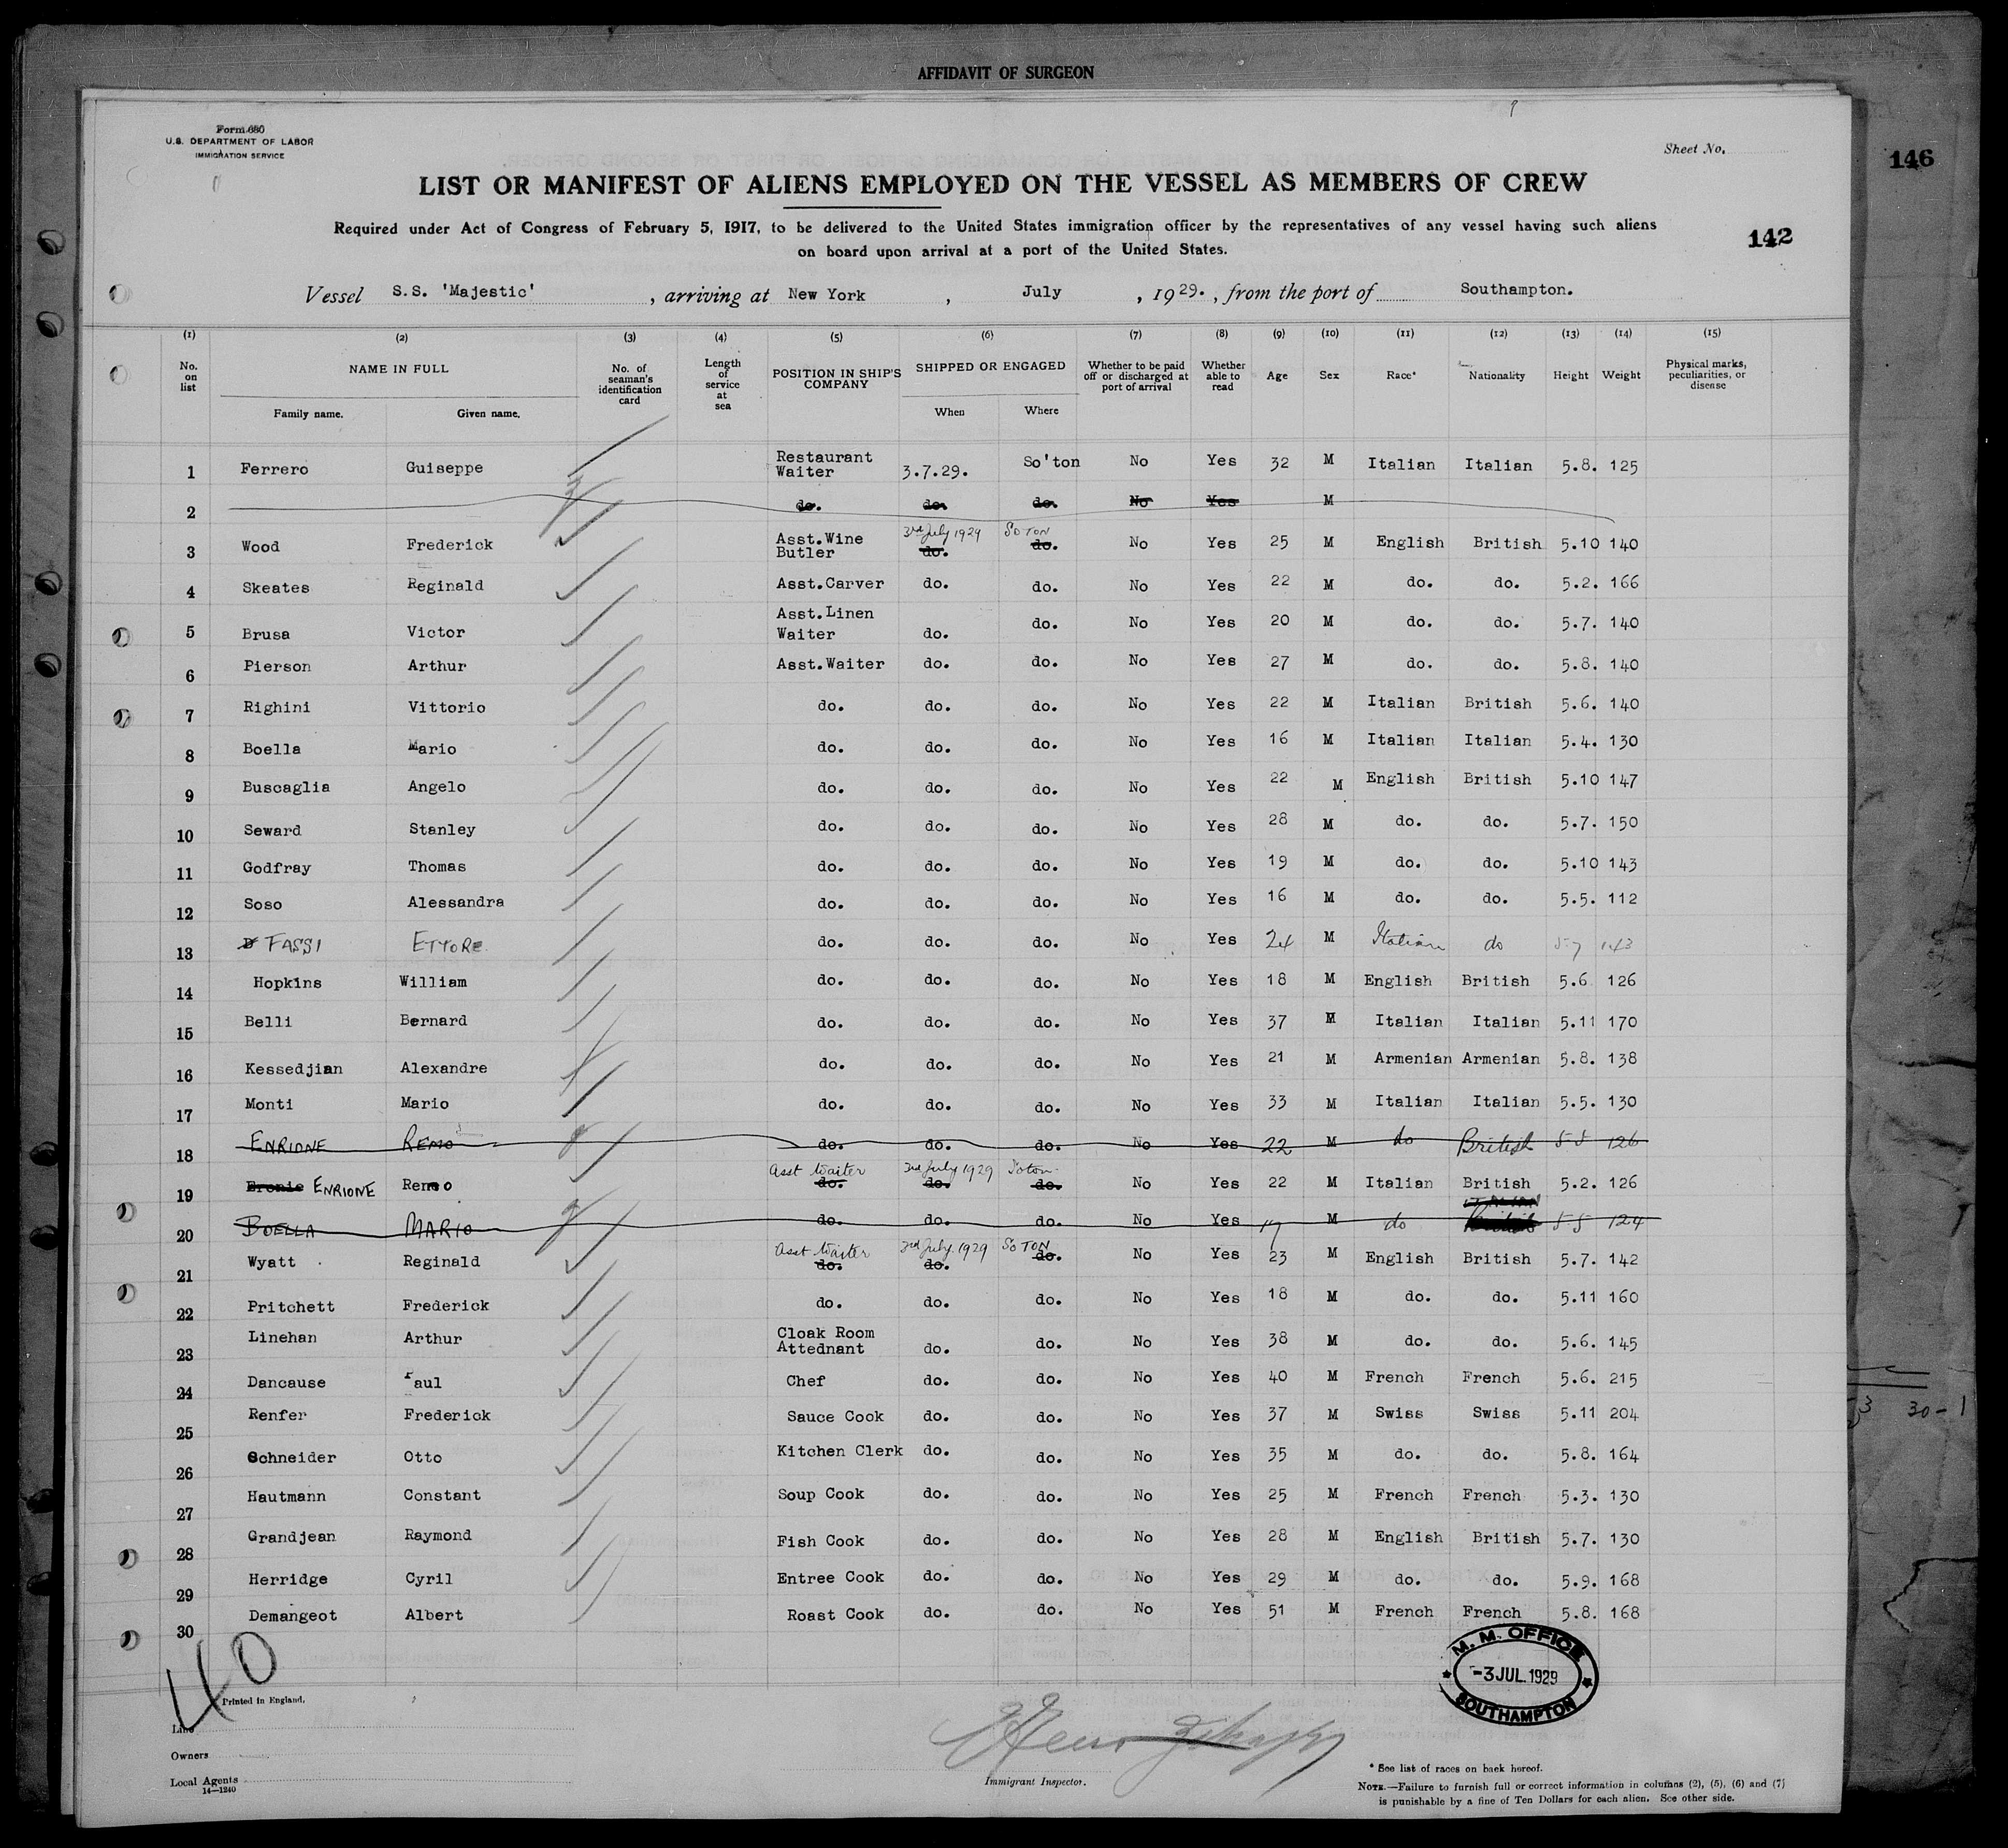 AFFIDAVIT OF SURGEON
Form 680
U.S. DEPARTMENT OF LABOR
IMMIGRATION SERVICE
Sheet No.
146
LIST OR MANIFEST OF ALIENS EMPLOYED ON THE VESSEL AS MEMBERS OF CREW
Required under Act of Congress of February 5, 1917, to be delivered to the United States immigration officer by the representatives of any vessel having such aliens
on board upon arrival at a port of the United States.
142
Vessel S.S. 'Majestic', arriving at New York, July, 1929., from the port of Southampton.
(1) (2) (3) (4) (5) (6) (7) (8) (9) (10) (11) (12) (13) (14) (15)
No. on list NAME IN FULL Family name. Given name. No. of seaman's identification card Length of service at sea POSITION IN SHIP'S COMPANY SHIPPED OR ENGAGED When Where Whether to be paid off or discharged at port of arrival Whether able to read Age Sex Race* Nationality Height Weight Physical marks, peculiarities, or disease
1 Ferrero Guiseppe Restaurant Waiter 3.7.29. So'ton No Yes 32 M Italian Italian 5.8. 125
2 do. do. do. No Yes M
3 Wood Frederick Asst.Wine Butler 3rd July 1929 do. SO TON do. No Yes 25 M English British 5.10 140
4 Skeates Reginald Asst.Carver do. do. No Yes 22 M do. do. 5.2. 166
5 Brusa Victor Asst.Linen Waiter do. do. No Yes 20 M do. do. 5.7. 140
6 Pierson Arthur Asst.Waiter do. do. No Yes 27 M do. do. 5.8. 140
7 Righini Vittorio do. do. do. No Yes 22 M Italian British 5.6. 140
8 Boella Mario do. do. do. No Yes 16 M Italian Italian 5.4. 130
9 Buscaglia Angelo do. do. do. No Yes 22 M English British 5.10 147
10 Seward Stanley do. do. do. No Yes 28 M do. do. 5.7. 150
11 Godfray Thomas do. do. do. No Yes 19 M do. do. 5.10 143
12 Soso Alessandra do. do. do. No Yes 16 M do. do. 5.5. 112
13 FASSI ETTORE do. do. do. No Yes 24 M Italian do 5 7 143
14 Hopkins William do. do. do. No Yes 18 M English British 5.6 126
15 Belli Bernard do. do. do. No Yes 37 M Italian Italian 5.11 170
16 Kessedjian Alexandre do. do. do. No Yes 21 M Armenian Armenian 5.8. 138
17 Monti Mario do. do. do. No Yes 33 M Italian Italian 5.5. 130
18 ENRIONE REMO do. do. do. No Yes 22 M do British 5 5 126
19 Eronie ENRIONE Remo Asst Waiter do. 3rd July 1929 do. Soton do. No Yes 22 M Italian British 5.2. 126
20 BOELLA MARIO do. do. do. No Yes 17 M do ITALIAN British 5 5 124
21 Wyatt Reginald Asst Waiter do. 3rd July 1929 do. SO TON do. No Yes 23 M English British 5.7. 142
22 Pritchett Frederick do. do. do. No Yes 18 M do. do. 5.11 160
23 Linehan Arthur Cloak Room Attednant do. do. No Yes 38 M do. do. 5.6. 145
24 Dancause Paul Chef do. do. No Yes 40 M French French 5.6. 215
25 Renfer Frederick Sauce Cook do. do. No Yes 37 M Swiss Swiss 5.11 204
26 Schneider Otto Kitchen Clerk do. do. No Yes 35 M do. do. 5.8. 164
27 Hautmann Constant Soup Cook do. do. No Yes 25 M French French 5.3. 130
28 Grandjean Raymond Fish Cook do. do. No Yes 28 M English British 5.7. 130
29 Herridge Cyril Entree Cook do. do. No Yes 29 M do. do. 5.9. 168
30 Demangeot Albert Roast Cook do. do. No Yes 51 M French French 5.8. 168
3 30-1
40
M. M. OFFICE
-3 JUL.1929
SOUTHAMPTON
Printed in England.
Line
Owners
Local Agents
14—1240
Immigrant Inspector.
* See list of races on back hereof.
NOTE.—Failure to furnish full or correct information in columns (2), (5), (6) and (7)
is punishable by a fine of Ten Dollars for each alien. See other side.